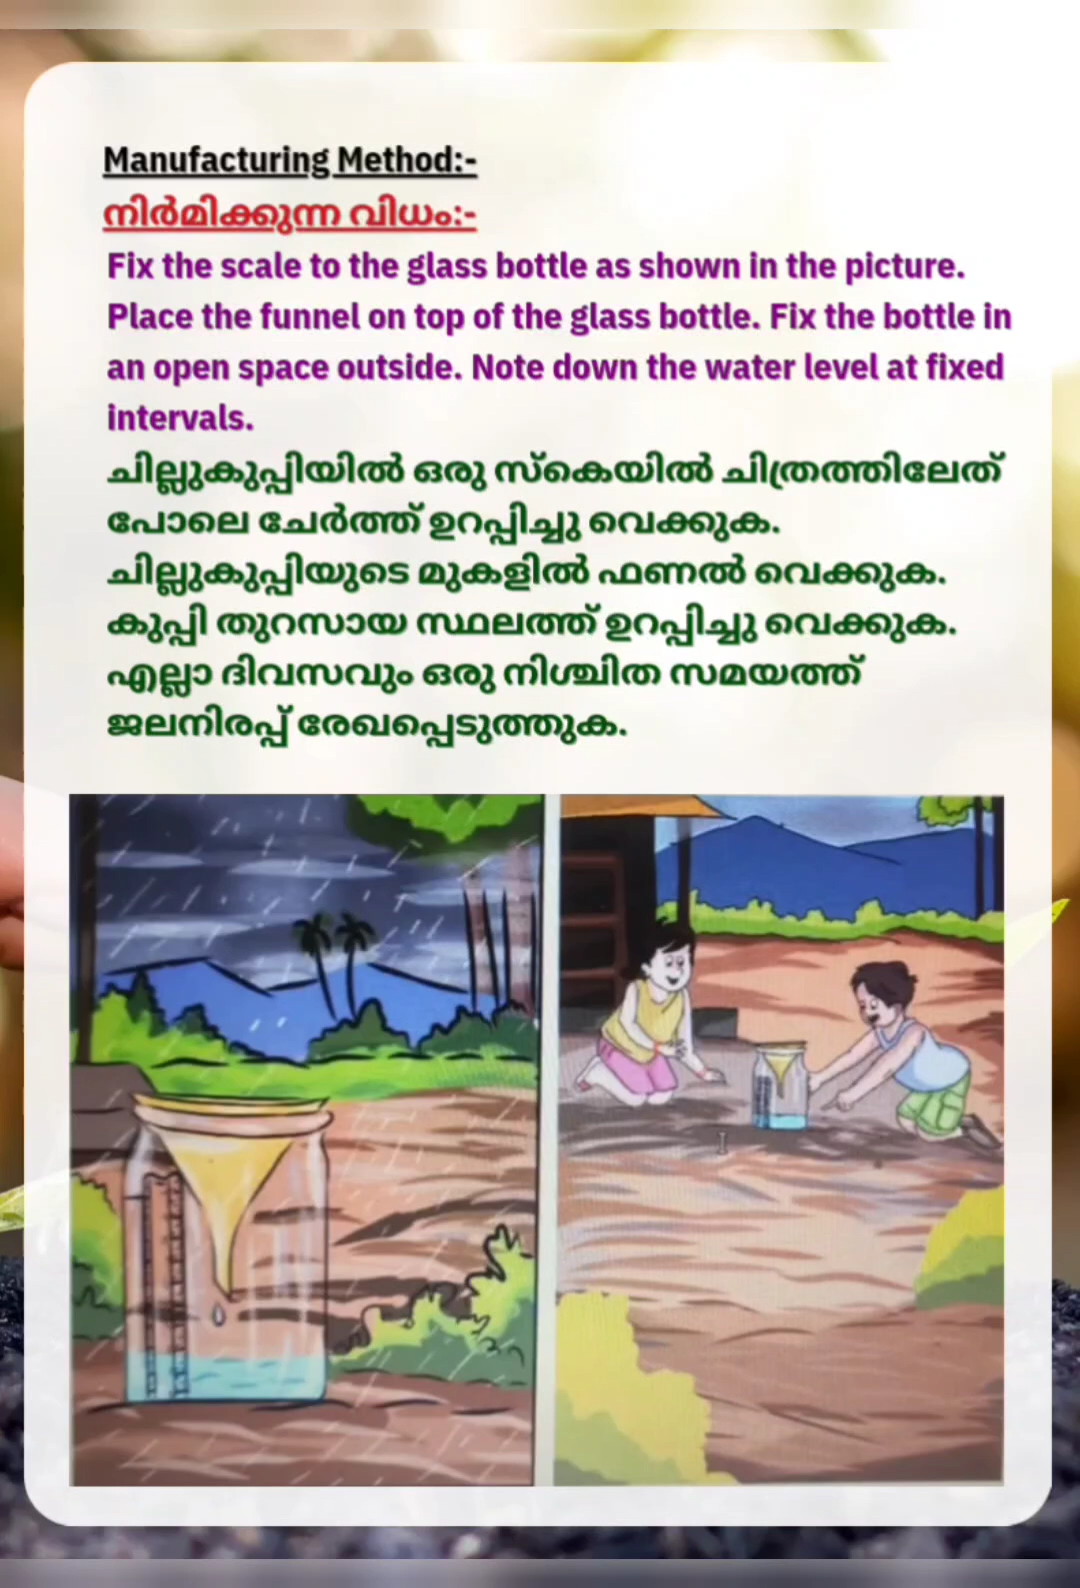 Manufacturing Method:-
നിർമിക്കുന്ന വിധം:-
Fix the scale to the glass bottle as shown in the picture.
Place the funnel on top of the glass bottle. Fix the bottle in
an open space outside. Note down the water level at fixed
intervals.
ചില്ലുകുപ്പിയിൽ ഒരു സ്കെയിൽ ചിത്രത്തിലേത്
പോലെ ചേർത്ത് ഉറപ്പിച്ചു വെക്കുക.
ചില്ലുകുപ്പിയുടെ മുകളിൽ ഫണൽ വെക്കുക.
കുപ്പി തുറസായ സ്ഥലത്ത് ഉറപ്പിച്ചു വെക്കുക.
എല്ലാ ദിവസവും ഒരു നിശ്ചിത സമയത്ത്
ജലനിരപ്പ് രേഖപ്പെടുത്തുക.